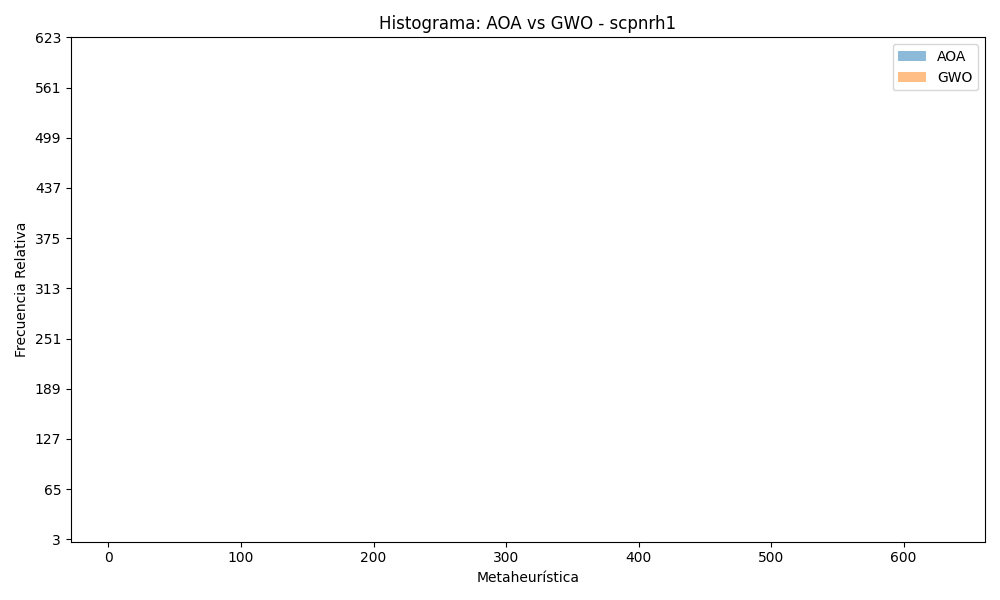 Histograma: AOA vs GWO - scpnrh1
AOA
GWO
Frecuencia Relativa
623
561
499
437
375
313
251
189
127
65
3
0 100 200 300 400 500 600
Metaheurística